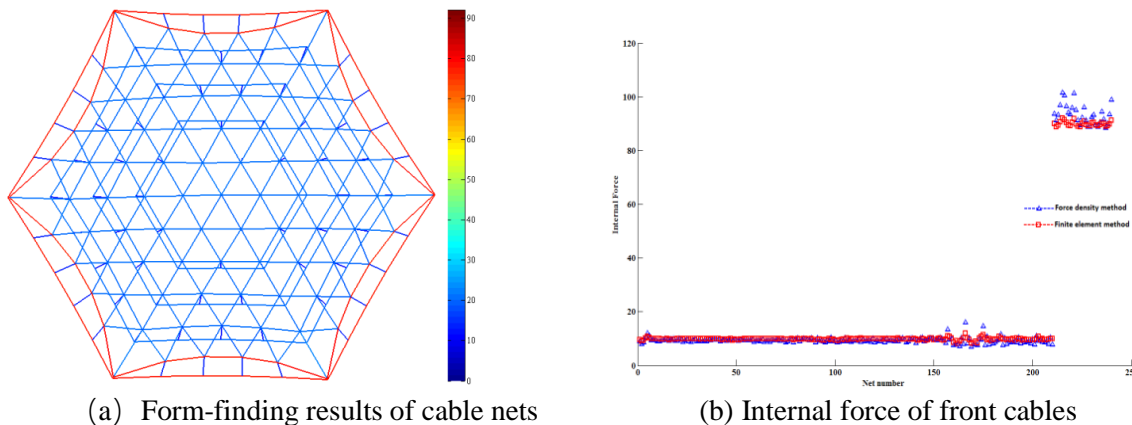 90
80
70
60
50
40
30
20
10
0
120
100
80
60
40
20
0
Internal Force
Force density method
Finite element method
0 50 100 150 200 250
Net number
(a) Form-finding results of cable nets
(b) Internal force of front cables